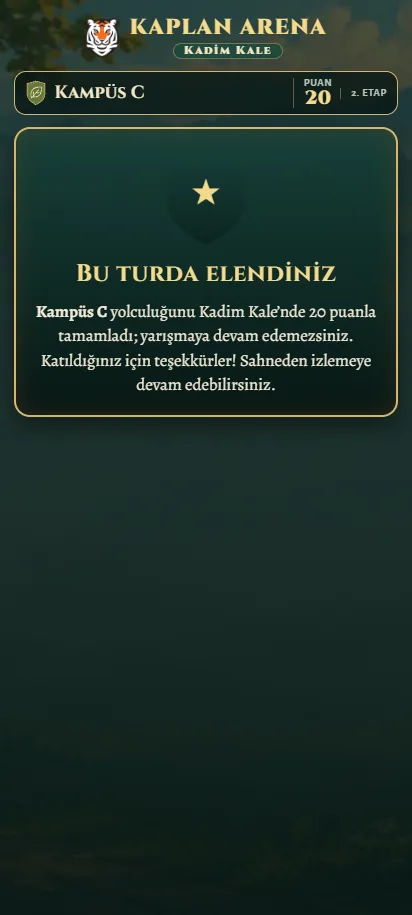 KAPLAN ARENA
Kadim Kale
Kampüs C
PUAN
20
2. ETAP
Bu turda elendiniz
Kampüs C yolculuğunu Kadim Kale'nde 20 puanla
tamamladı; yarışmaya devam edemezsiniz.
Katıldığınız için teşekkürler! Sahneden izlemeye
devam edebilirsiniz.